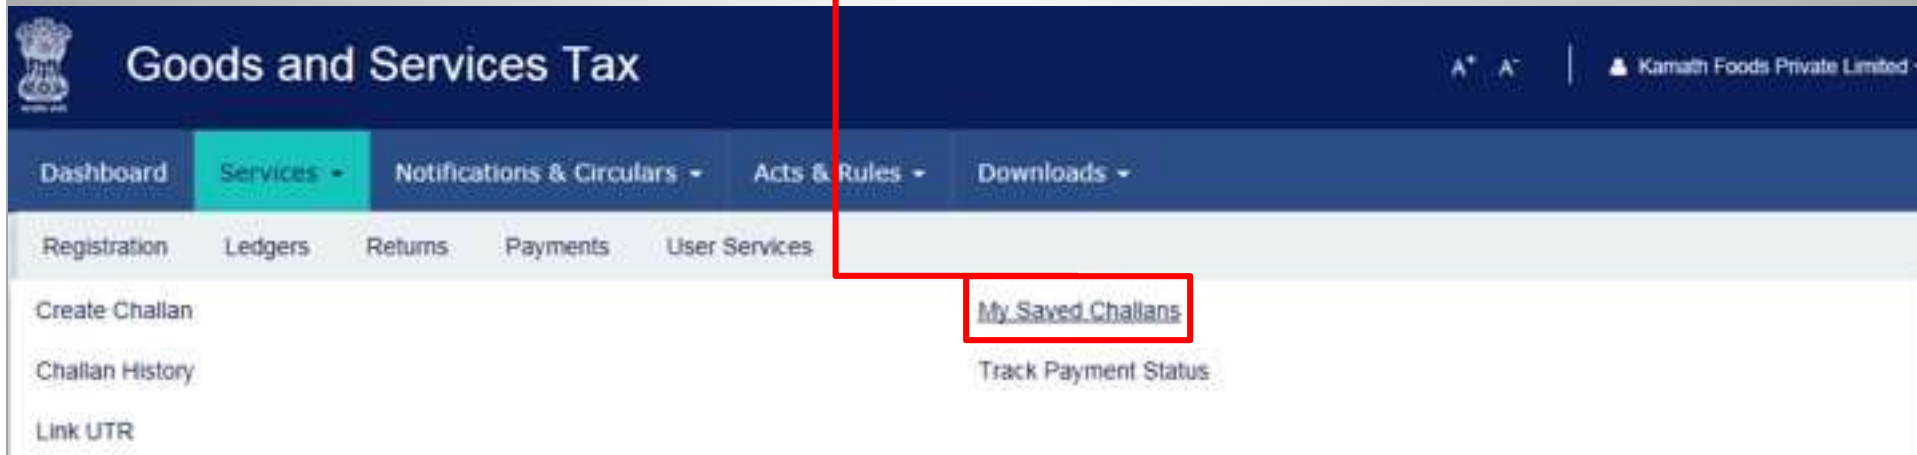 Goods and Services Tax
A+ A- Kamath Foods Private Limited
Dashboard Services Notifications & Circulars Acts & Rules Downloads
Registration Ledgers Returns Payments User Services
Create Challan My Saved Challans
Challan History Track Payment Status
Link UTR